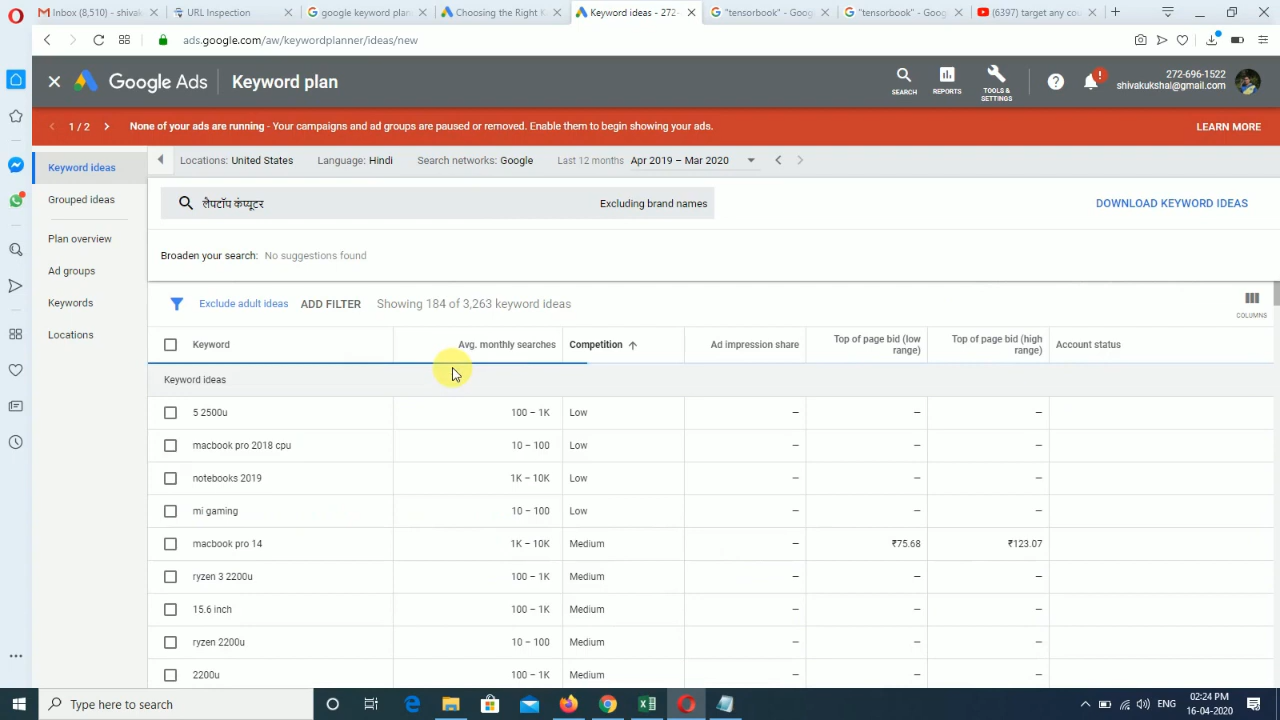 Inbox (8,510) - shivak
URL Inspection
google keyword plan
Choosing the Right K
Keyword ideas - 272-
"tensorbook" - Goog
"tensorbook" - Goog
(6397) target any cou
ads.google.com/aw/keywordplanner/ideas/new
Google Ads
Keyword plan
SEARCH
REPORTS
TOOLS & SETTINGS
272-696-1522
shivakukshal@gmail.com
1 / 2
None of your ads are running - Your campaigns and ad groups are paused or removed. Enable them to begin showing your ads.
LEARN MORE
Keyword ideas
Grouped ideas
Plan overview
Ad groups
Keywords
Locations
Locations: United States
Language: Hindi
Search networks: Google
Last 12 months
Apr 2019 – Mar 2020
लैपटॉप कंप्यूटर
Excluding brand names
DOWNLOAD KEYWORD IDEAS
Broaden your search: No suggestions found
Exclude adult ideas
ADD FILTER
Showing 184 of 3,263 keyword ideas
COLUMNS
Keyword
Avg. monthly searches
Competition
Ad impression share
Top of page bid (low range)
Top of page bid (high range)
Account status
Keyword ideas
5 2500u 100 – 1K Low – – –
macbook pro 2018 cpu 10 – 100 Low – – –
notebooks 2019 1K – 10K Low – – –
mi gaming 10 – 100 Low – – –
macbook pro 14 1K – 10K Medium – ₹75.68 ₹123.07
ryzen 3 2200u 100 – 1K Medium – – –
15.6 inch 100 – 1K Medium – – –
ryzen 2200u 10 – 100 Medium – – –
2200u 100 – 1K Medium – – –
Type here to search
ENG
02:24 PM
16-04-2020